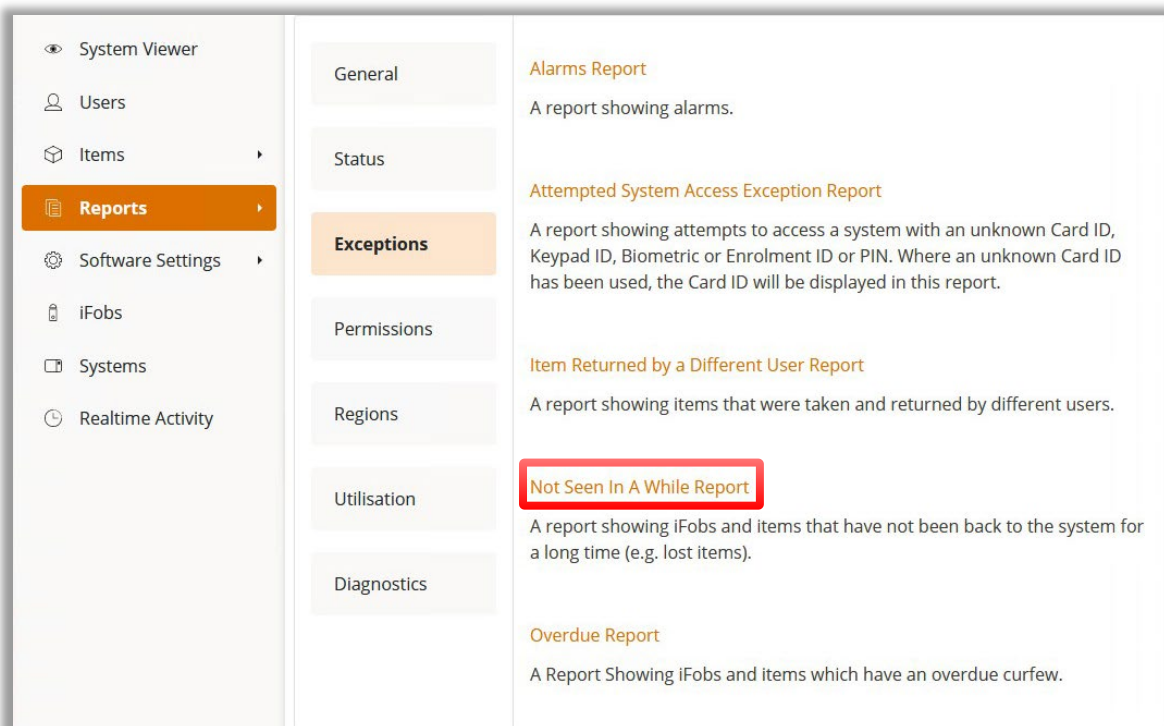 System Viewer
Users
Items
Reports
Software Settings
iFobs
Systems
Realtime Activity
General
Status
Exceptions
Permissions
Regions
Utilisation
Diagnostics
Alarms Report
A report showing alarms.
Attempted System Access Exception Report
A report showing attempts to access a system with an unknown Card ID,
Keypad ID, Biometric or Enrolment ID or PIN. Where an unknown Card ID
has been used, the Card ID will be displayed in this report.
Item Returned by a Different User Report
A report showing items that were taken and returned by different users.
Not Seen In A While Report
A report showing iFobs and items that have not been back to the system for
a long time (e.g. lost items).
Overdue Report
A Report Showing iFobs and items which have an overdue curfew.